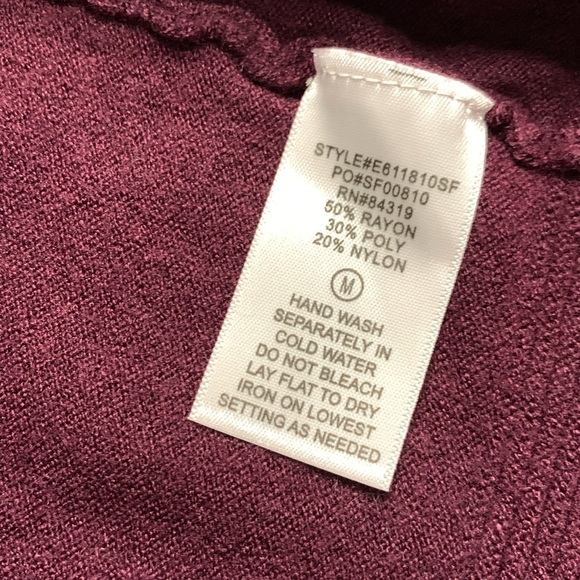 STYLE#E611810SF
PO#SF00810
RN#84319
50% RAYON
30% POLY
20% NYLON
M
HAND WASH
SEPARATELY IN
COLD WATER
DO NOT BLEACH
LAY FLAT TO DRY
IRON ON LOWEST
SETTING AS NEEDED